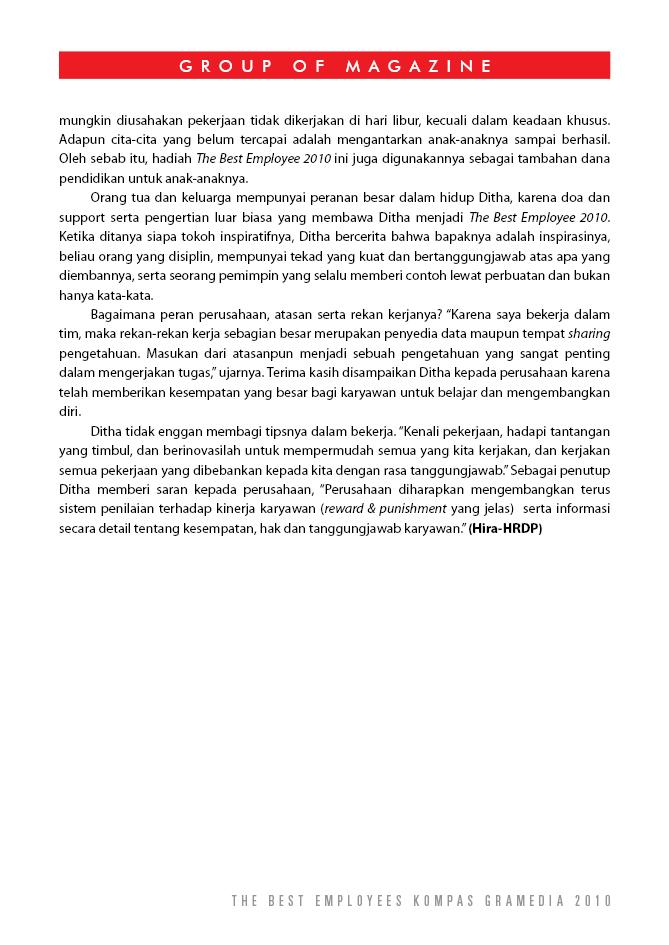 GROUP OF MAGAZINE
mungkin diusahakan pekerjaan tidak dikerjakan di hari libur, kecuali dalam keadaan khusus.
Adapun cita-cita yang belum tercapai adalah mengantarkan anak-anaknya sampai berhasil.
Oleh sebab itu, hadiah The Best Employee 2010 ini juga digunakannya sebagai tambahan dana
pendidikan untuk anak-anaknya.
Orang tua dan keluarga mempunyai peranan besar dalam hidup Ditha, karena doa dan
support serta pengertian luar biasa yang membawa Ditha menjadi The Best Employee 2010.
Ketika ditanya siapa tokoh inspiratifnya, Ditha bercerita bahwa bapaknya adalah inspirasinya,
beliau orang yang disiplin, mempunyai tekad yang kuat dan bertanggungjawab atas apa yang
diembannya, serta seorang pemimpin yang selalu memberi contoh lewat perbuatan dan bukan
hanya kata-kata.
Bagaimana peran perusahaan, atasan serta rekan kerjanya? “Karena saya bekerja dalam
tim, maka rekan-rekan kerja sebagian besar merupakan penyedia data maupun tempat sharing
pengetahuan. Masukan dari atasanpun menjadi sebuah pengetahuan yang sangat penting
dalam mengerjakan tugas,” ujarnya. Terima kasih disampaikan Ditha kepada perusahaan karena
telah memberikan kesempatan yang besar bagi karyawan untuk belajar dan mengembangkan
diri.
Ditha tidak enggan membagi tipsnya dalam bekerja. “Kenali pekerjaan, hadapi tantangan
yang timbul, dan berinovasilah untuk mempermudah semua yang kita kerjakan, dan kerjakan
semua pekerjaan yang dibebankan kepada kita dengan rasa tanggungjawab.” Sebagai penutup
Ditha memberi saran kepada perusahaan, “Perusahaan diharapkan mengembangkan terus
sistem penilaian terhadap kinerja karyawan (reward & punishment yang jelas) serta informasi
secara detail tentang kesempatan, hak dan tanggungjawab karyawan.” (Hira-HRDP)
THE BEST EMPLOYEES KOMPAS GRAMEDIA 2010